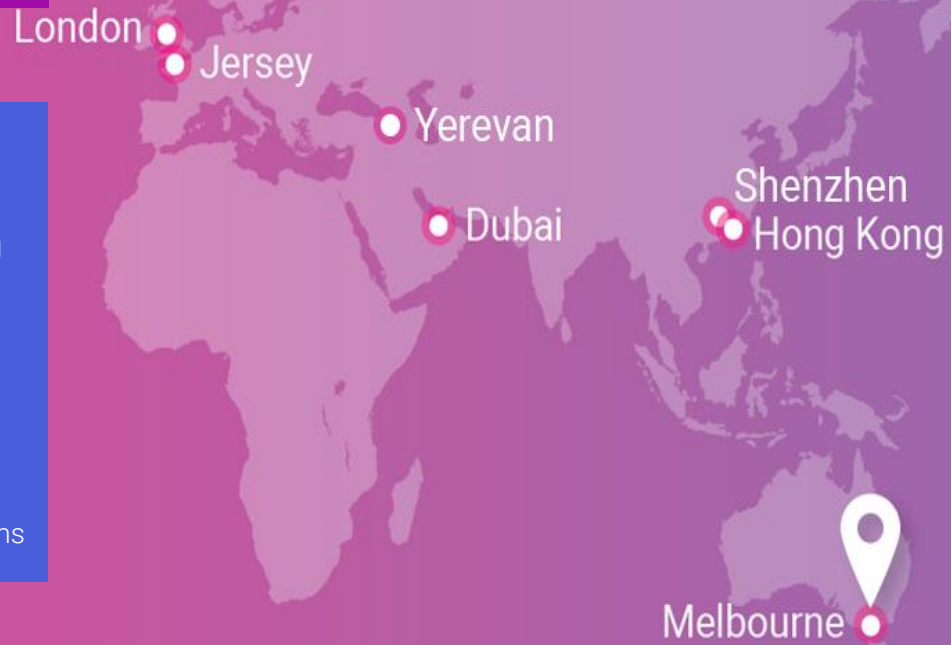 London
Jersey
Yerevan
Dubai
Shenzhen
Hong Kong
Melbourne